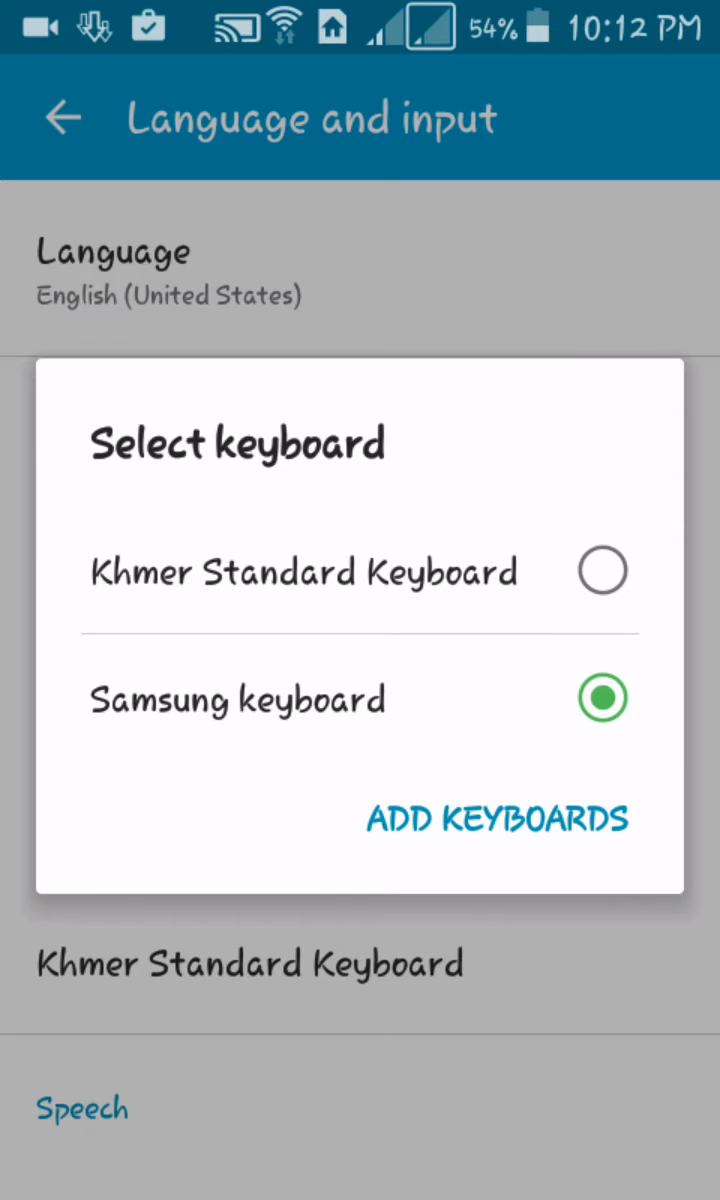 54% 10:12 PM
Language and input
Language
English (United States)
Select keyboard
Khmer Standard Keyboard
Samsung keyboard
ADD KEYBOARDS
Khmer Standard Keyboard
Speech